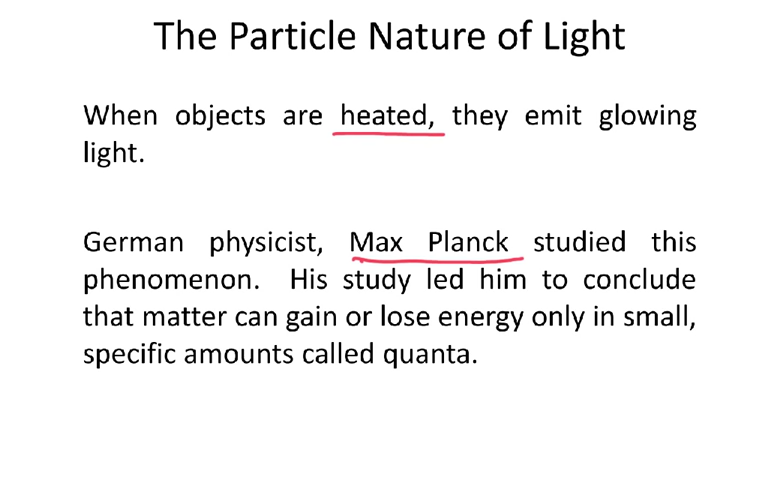 The Particle Nature of Light
When objects are heated, they emit glowing
light.
German physicist, Max Planck studied this
phenomenon. His study led him to conclude
that matter can gain or lose energy only in small,
specific amounts called quanta.